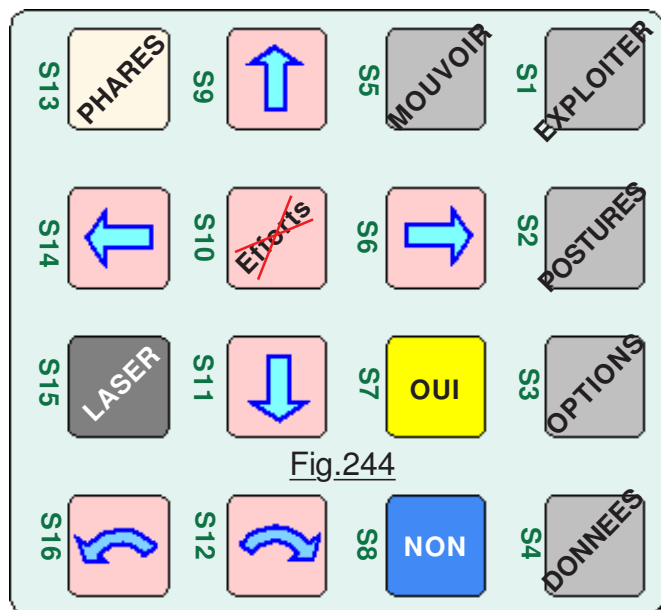 S13
PHARES
S9
S5
MOUVOIR
S1
EXPLOITER
S14
S10
Efforts
S6
S2
POSTURES
S15
LASER
S11
S7
OUI
S3
OPTIONS
Fig.244
S16
S12
S8
NON
S4
DONNEES